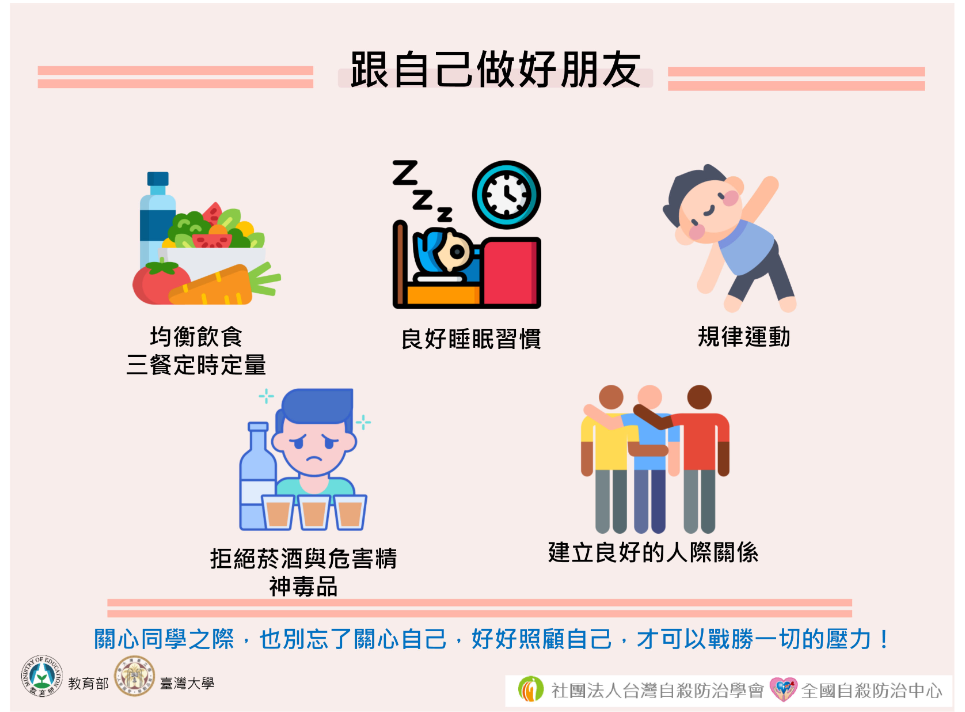 跟自己做好朋友
Z
Z
Z
均衡飲食
三餐定時定量
良好睡眠習慣
規律運動
拒絕菸酒與危害精
神毒品
建立良好的人際關係
關心同學之際，也別忘了關心自己，好好照顧自己，才可以戰勝一切的壓力！
MINISTRY OF EDUCATION
教育部
臺灣大學
社團法人台灣自殺防治學會
全國自殺防治中心